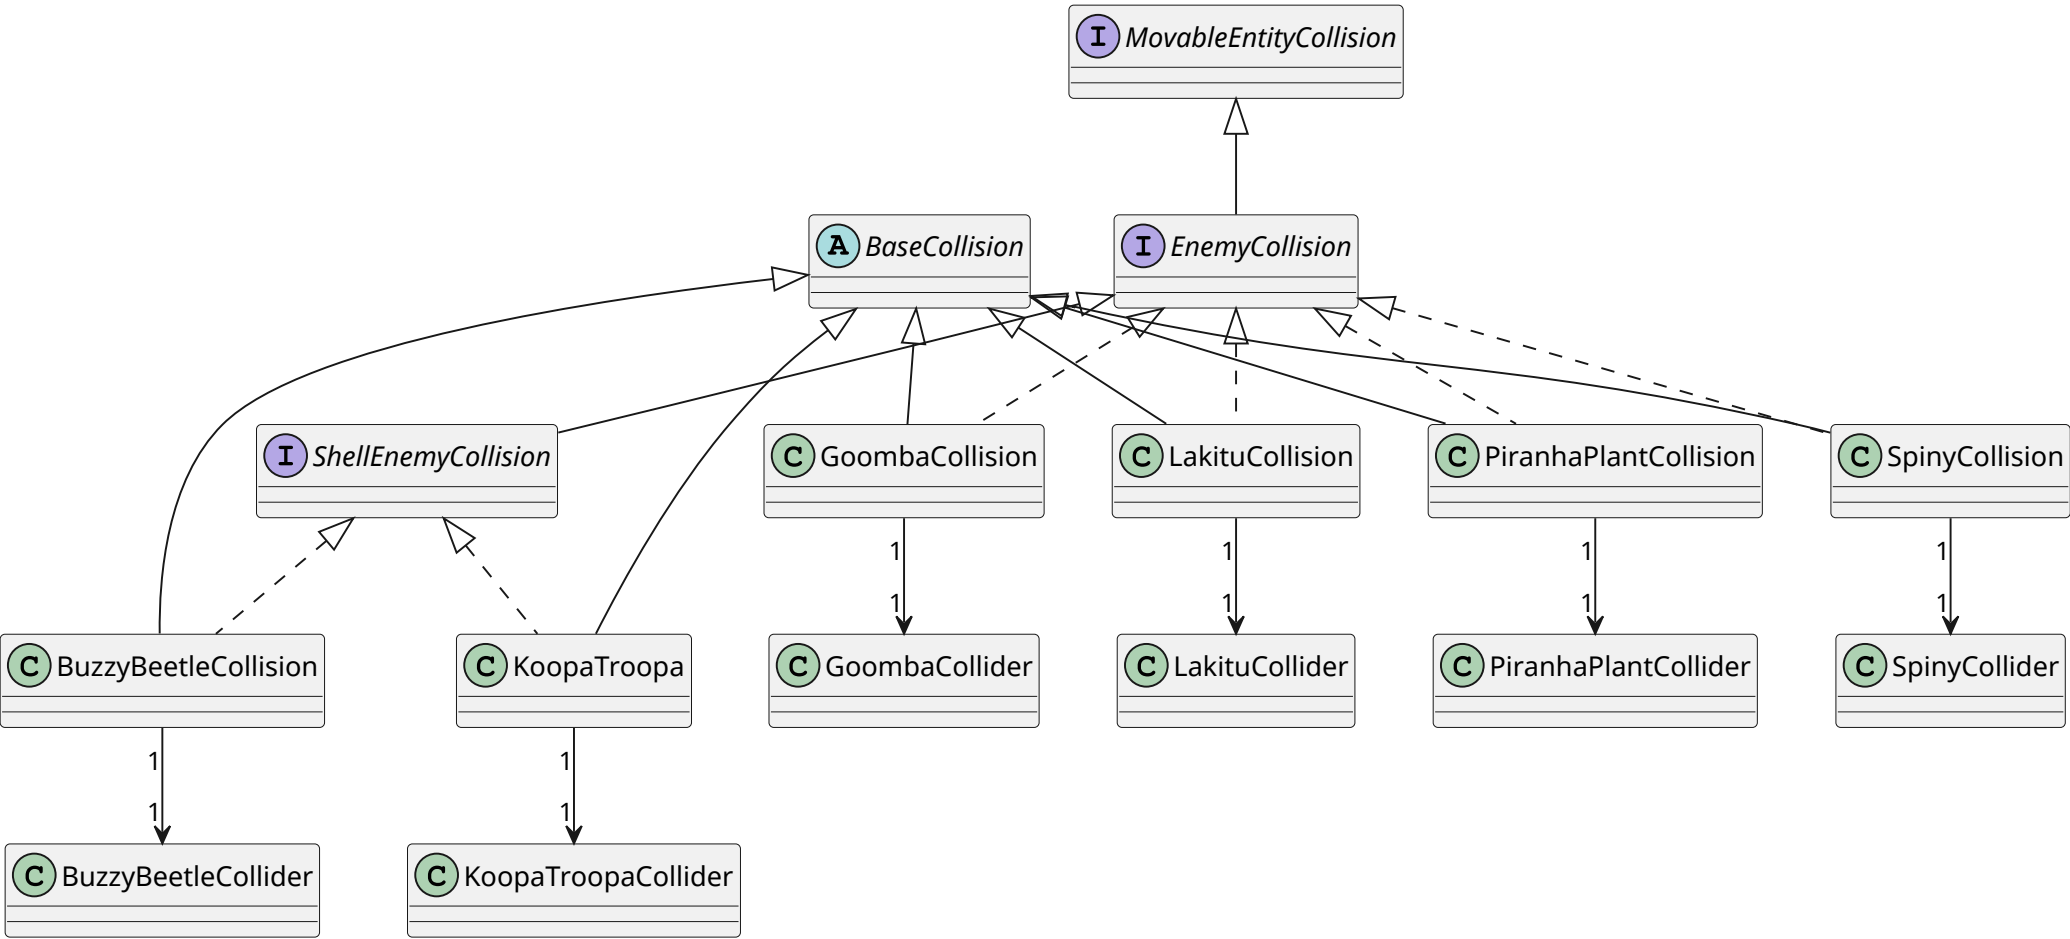 I MovableEntityCollision
A BaseCollision
I EnemyCollision
I ShellEnemyCollision
C GoombaCollision
C LakituCollision
C PiranhaPlantCollision
C SpinyCollision
1
1
1
1
1
1
1
1
C BuzzyBeetleCollision
C KoopaTroopa
C GoombaCollider
C LakituCollider
C PiranhaPlantCollider
C SpinyCollider
1
1
1
1
C BuzzyBeetleCollider
C KoopaTroopaCollider